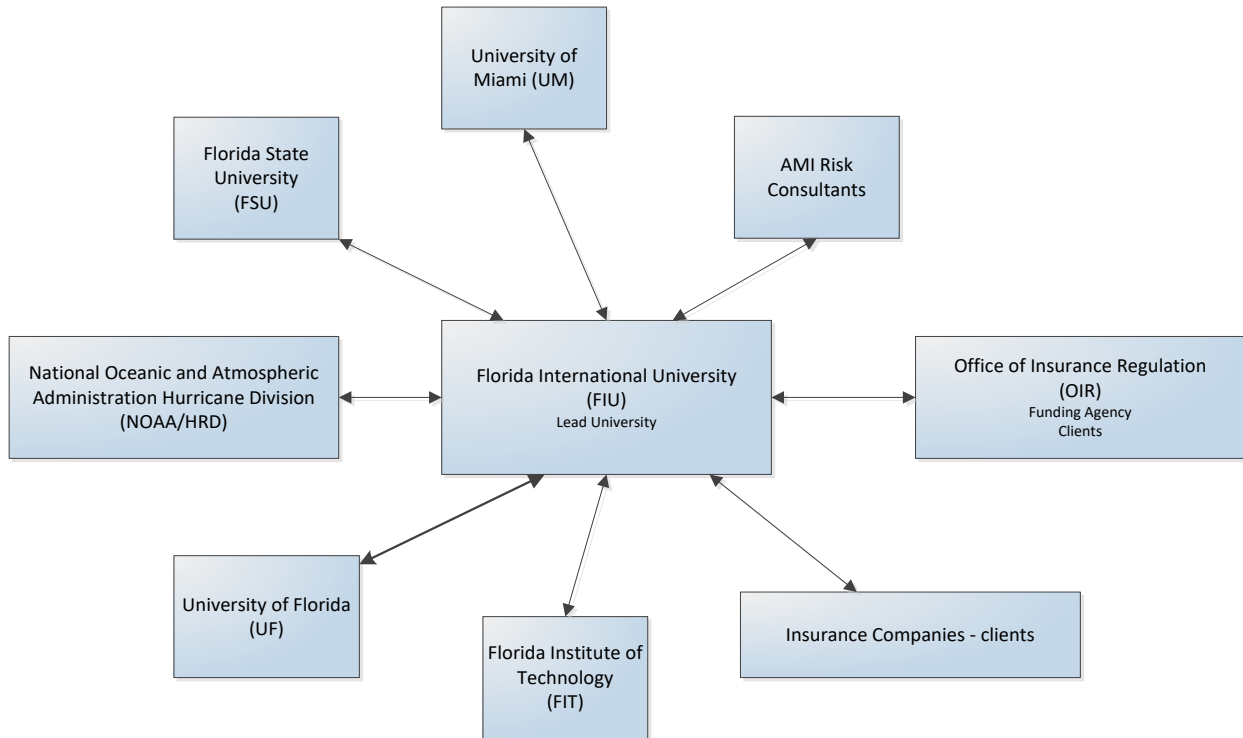 University of
Miami (UM)
Florida State
University
(FSU)
AMI Risk
Consultants
National Oceanic and Atmospheric
Administration Hurricane Division
(NOAA/HRD)
Florida International University
(FIU)
Lead University
Office of Insurance Regulation
(OIR)
Funding Agency
Clients
University of Florida
(UF)
Florida Institute of
Technology
(FIT)
Insurance Companies - clients